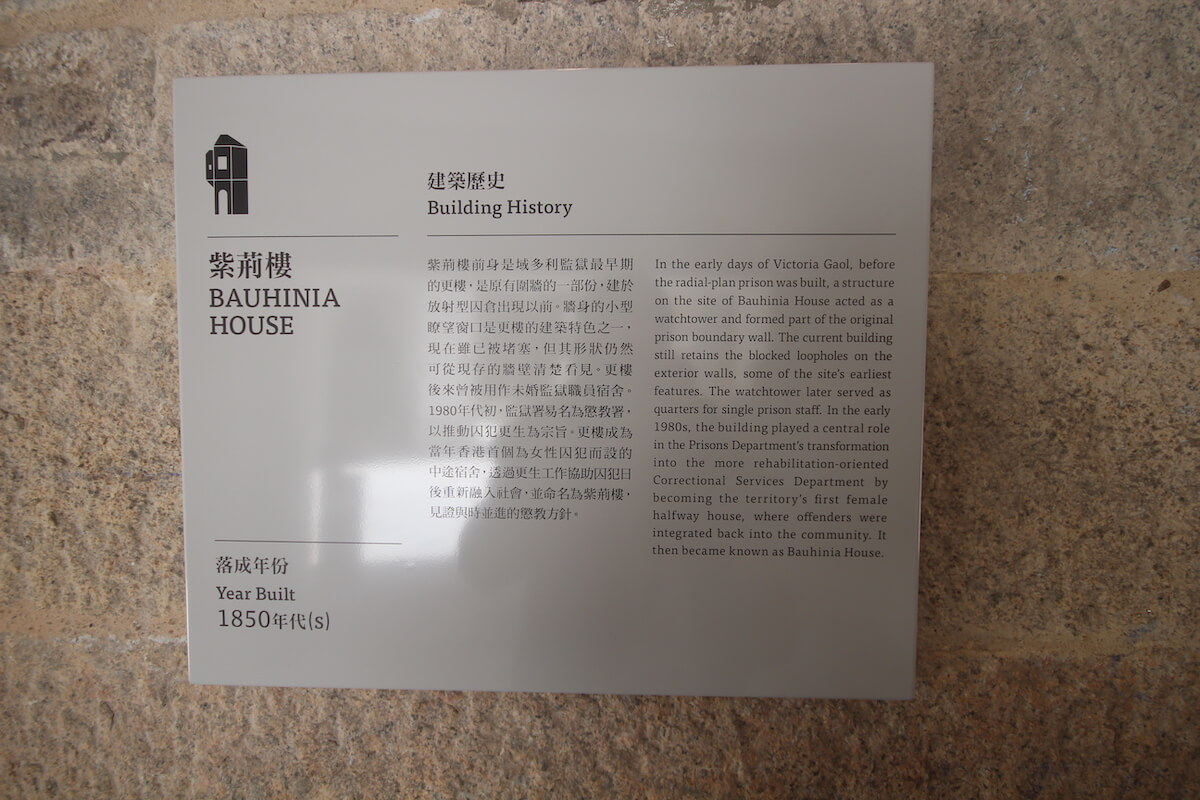 紫荊樓
BAUHINIA
HOUSE
落成年份
Year Built
1850年代(s)
建築歷史
Building History
紫荊樓前身是域多利監獄最早期
的更樓，是原有圍牆的一部份，建於
放射型囚倉出現以前。牆身的小型
瞭望窗口是更樓的建築特色之一，
現在雖已被堵塞，但其形狀仍然
可從現存的牆壁清楚看見。更樓
後來曾被用作未婚監獄職員宿舍。
1980年代初，監獄署易名為懲教署，
以推動囚犯更生為宗旨。更樓成為
當年香港首個為女性囚犯而設的
中途宿舍，透過更生工作協助囚犯日
後重新融入社會，並命名為紫荊樓，
見證與時並進的懲教方針。
In the early days of Victoria Gaol, before
the radial-plan prison was built, a structure
on the site of Bauhinia House acted as a
watchtower and formed part of the original
prison boundary wall. The current building
still retains the blocked loopholes on the
exterior walls, some of the site's earliest
features. The watchtower later served as
quarters for single prison staff. In the early
1980s, the building played a central role
in the Prisons Department's transformation
into the more rehabilitation-oriented
Correctional Services Department by
becoming the territory's first female
halfway house, where offenders were
integrated back into the community. It
then became known as Bauhinia House.